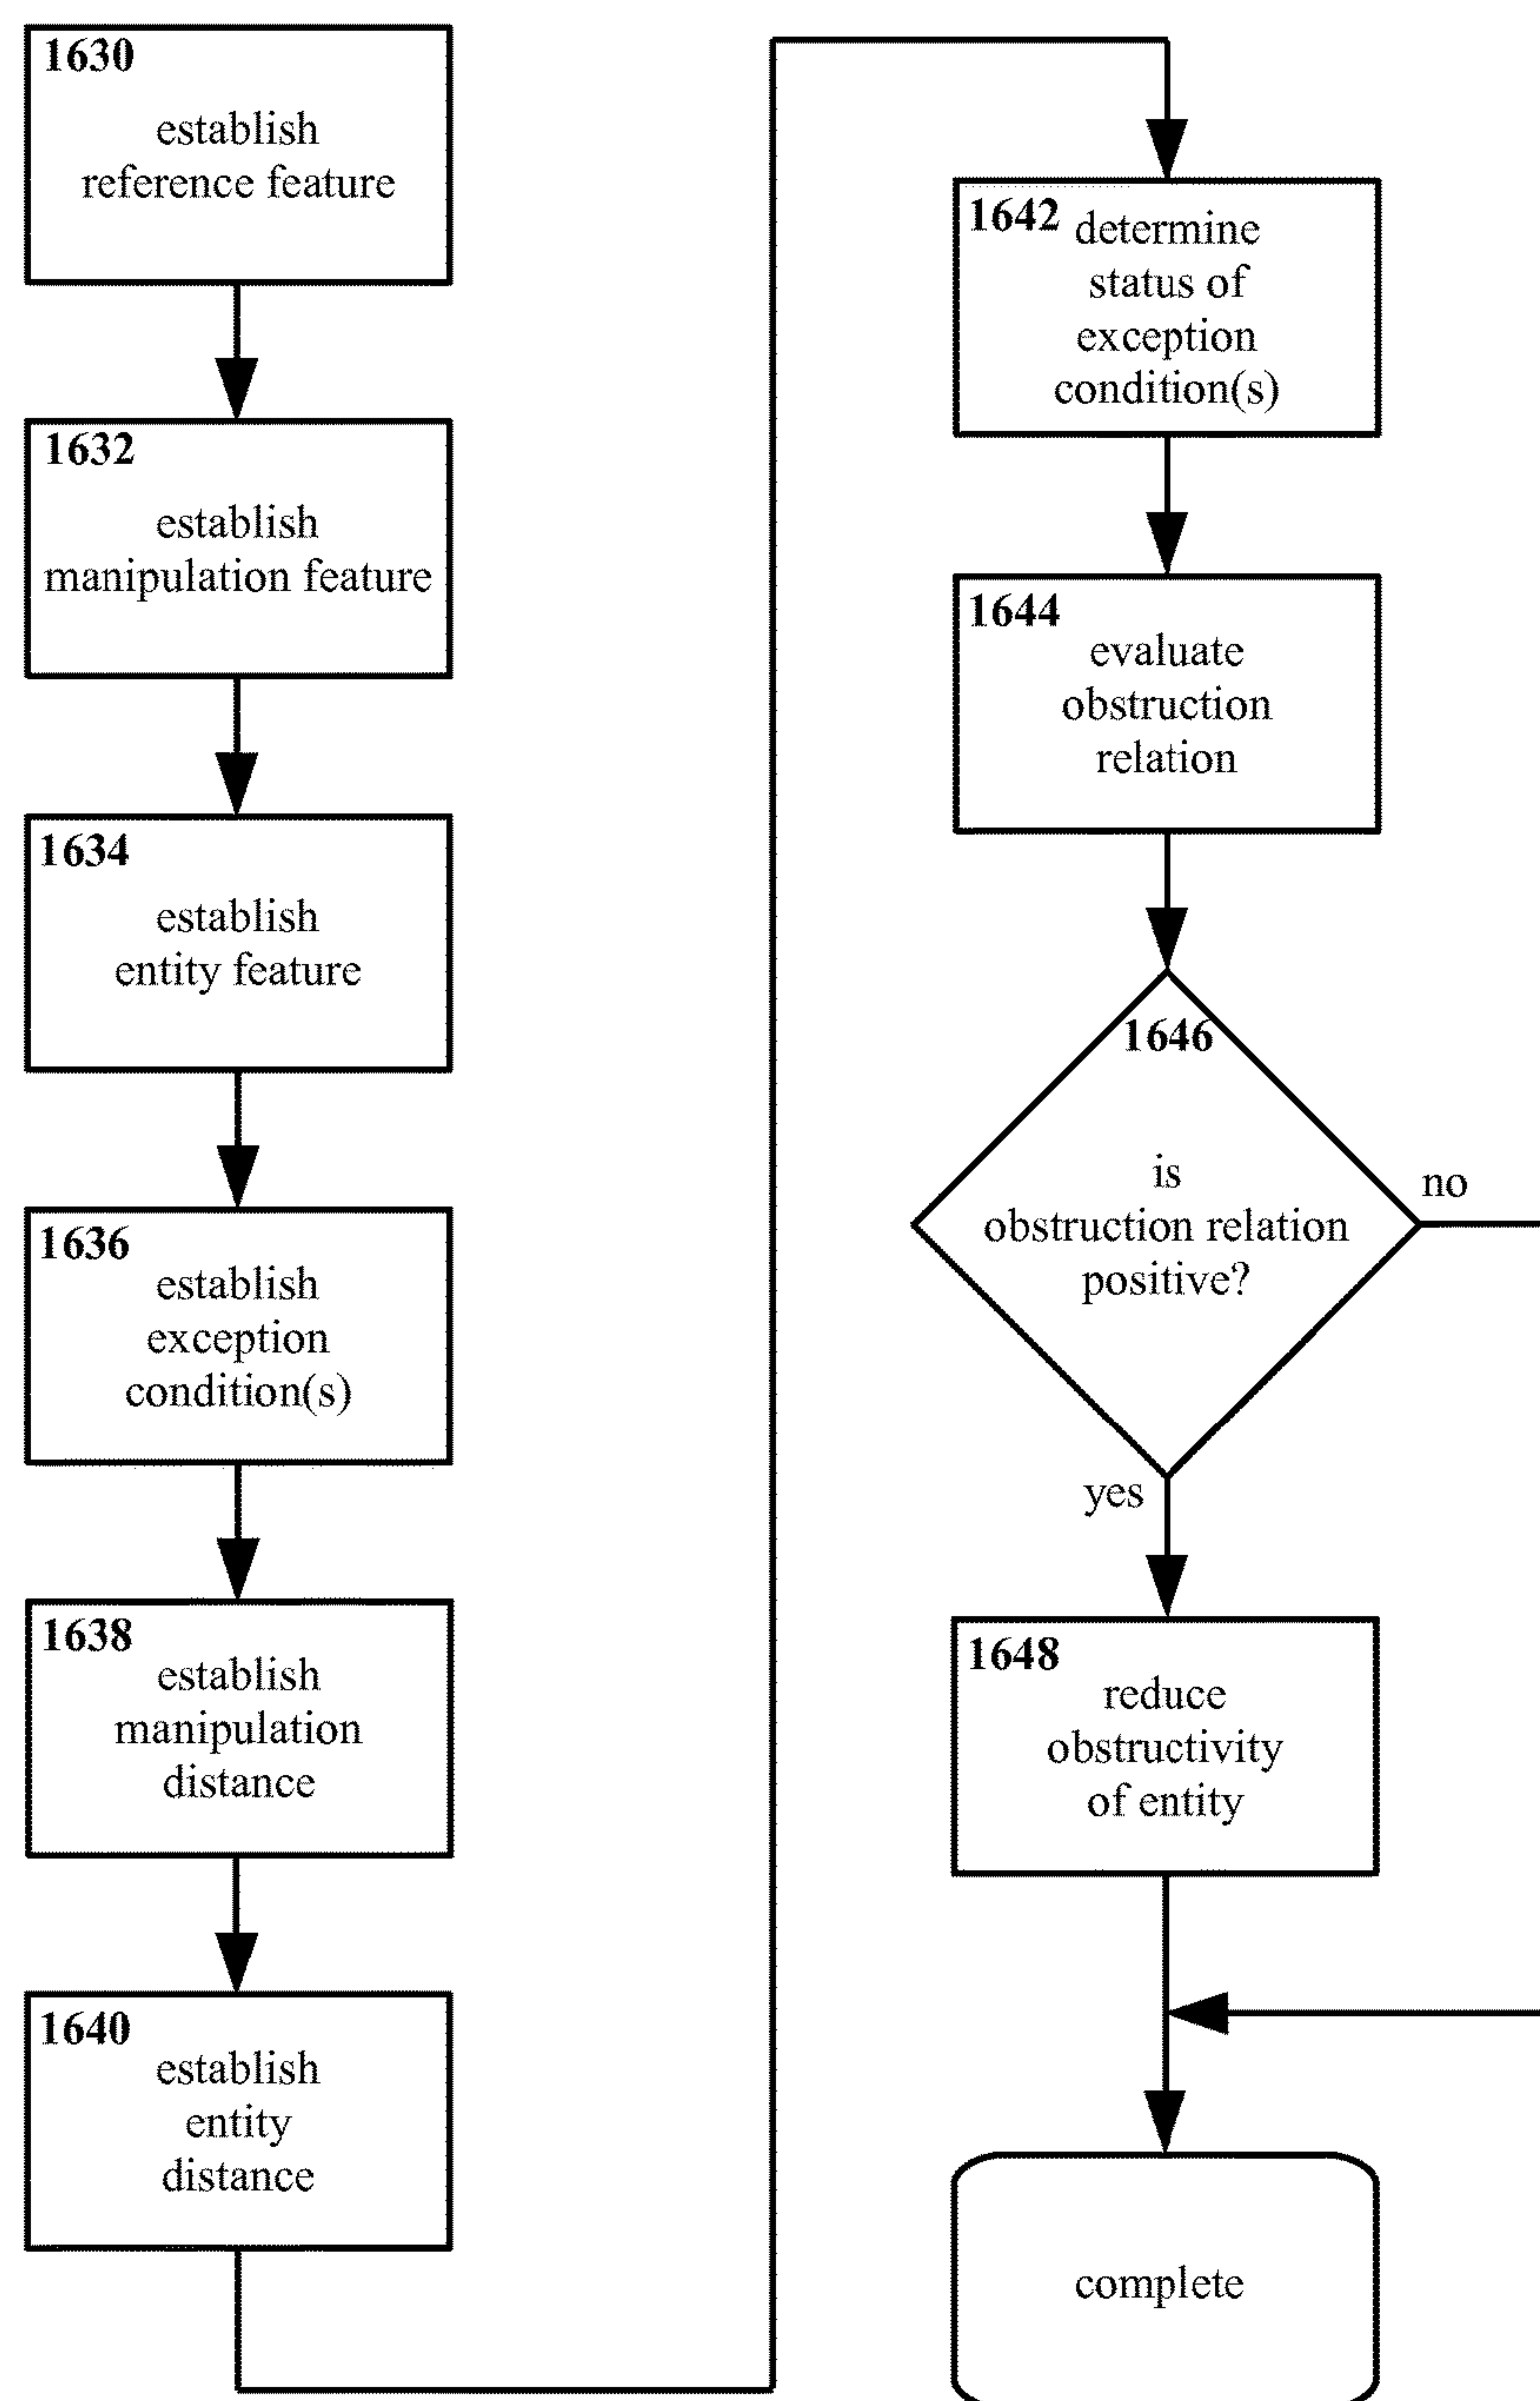 1630
establish
reference feature
1632
establish
manipulation feature
1634
establish
entity feature
1636
establish
exception
condition(s)
1638
establish
manipulation
distance
1640
establish
entity
distance
1642 determine
status of
exception
condition(s)
1644
evaluate
obstruction
relation
1646
is
obstruction relation
positive?
no
yes
1648
reduce
obstructivity
of entity
complete